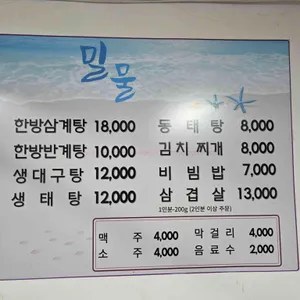 밀물
한방삼계탕 18,000
한방반계탕 10,000
생대구탕 12,000
생태탕 12,000
동태탕 8,000
김치찌개 8,000
비빔밥 7,000
삼겹살 13,000
1인분-200g (2인분 이상 주문)
맥주 4,000
소주 4,000
막걸리 4,000
음료수 2,000